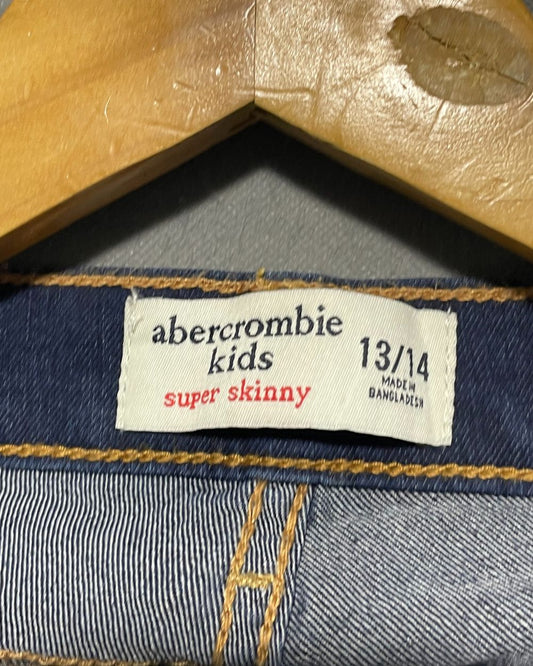 abercrombie
kids
super skinny
13/14
MADE IN
BANGLADESH